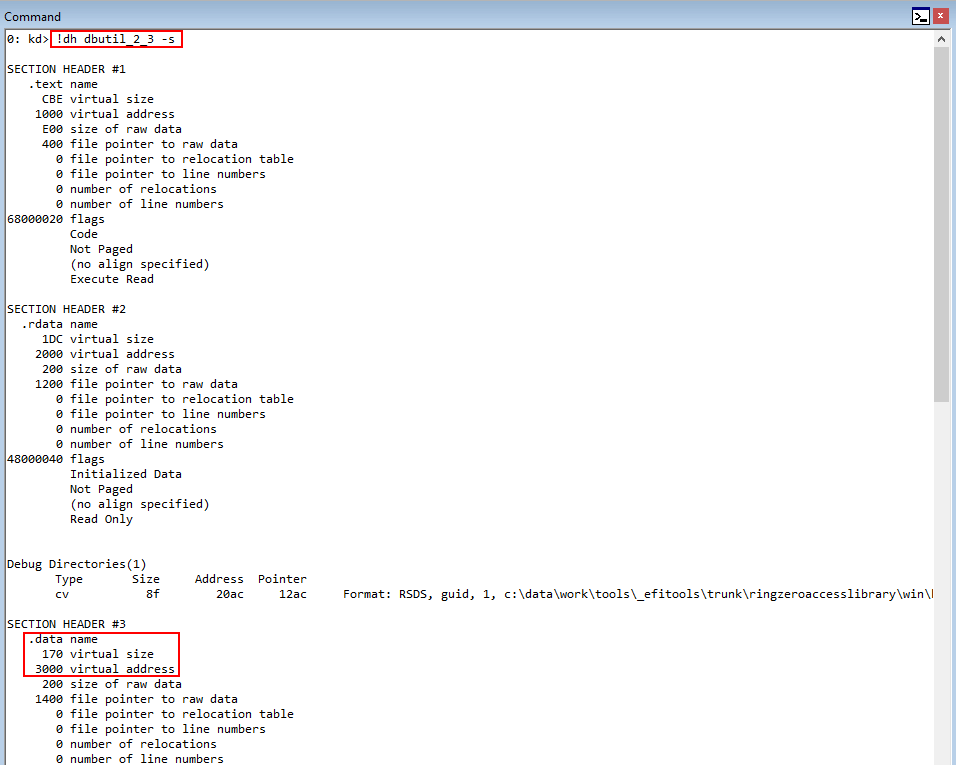 Command
0: kd> !dh dbutil_2_3 -s
SECTION HEADER #1
.text name
CBE virtual size
1000 virtual address
E00 size of raw data
400 file pointer to raw data
0 file pointer to relocation table
0 file pointer to line numbers
0 number of relocations
0 number of line numbers
68000020 flags
Code
Not Paged
(no align specified)
Execute Read
SECTION HEADER #2
.rdata name
1DC virtual size
2000 virtual address
200 size of raw data
1200 file pointer to raw data
0 file pointer to relocation table
0 file pointer to line numbers
0 number of relocations
0 number of line numbers
48000040 flags
Initialized Data
Not Paged
(no align specified)
Read Only
Debug Directories(1)
Type Size Address Pointer
cv 8f 20ac 12ac Format: RSDS, guid, 1, c:\data\work\tools\_efitools\trunk\ringzeroaccesslibrary\win\
SECTION HEADER #3
.data name
170 virtual size
3000 virtual address
200 size of raw data
1400 file pointer to raw data
0 file pointer to relocation table
0 file pointer to line numbers
0 number of relocations
0 number of line numbers